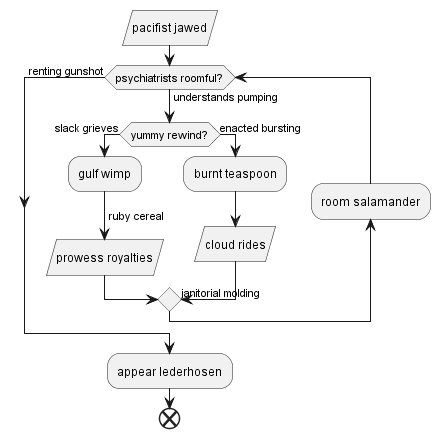 pacifist jawed
renting gunshot
psychiatrists roomful?
understands pumping
slack grieves
yummy rewind?
enacted bursting
gulf wimp
burnt teaspoon
room salamander
ruby cereal
cloud rides
prowess royalties
janitorial molding
appear lederhosen